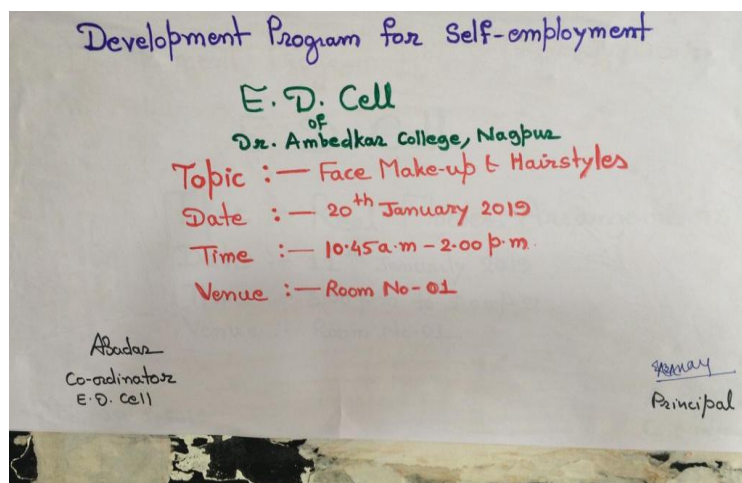 Development Program for Self-employment
E.D. Cell
of
Dr. Ambedkar College, Nagpur
Topic :— Face Make-up & Hairstyles
Date :— 20th January 2019
Time :— 10.45 a.m – 2.00 p.m.
Venue :— Room No-01
Co-ordinator
E.D. Cell
Principal